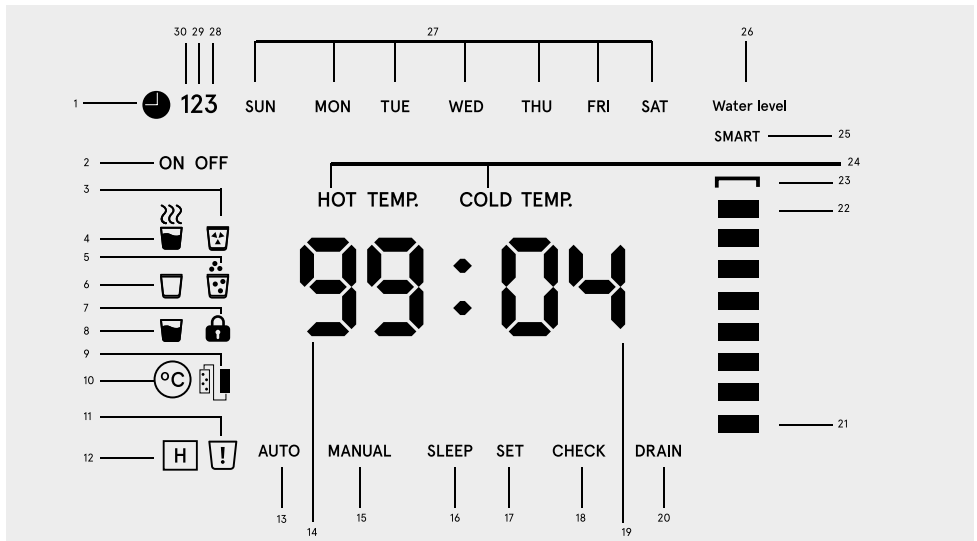 30 29 28 27 26
1 123 SUN MON TUE WED THU FRI SAT Water level
SMART 25
2 ON OFF 24
3 23
HOT TEMP. COLD TEMP.
22
4
5
6 99:04
7
8
9
10 °C
11 21
12 H ! AUTO MANUAL SLEEP SET CHECK DRAIN
13 14 15 16 17 18 19 20